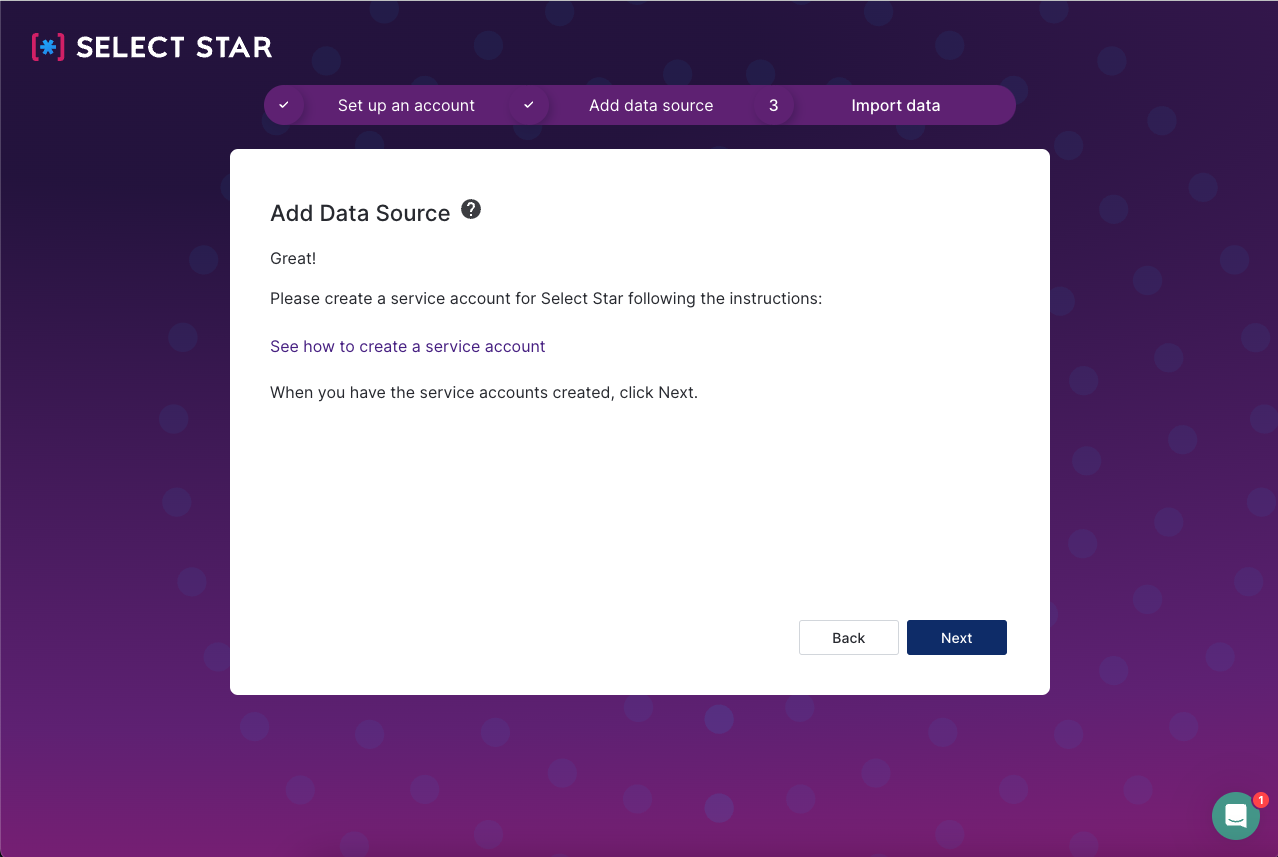 [*] SELECT STAR
Set up an account Add data source 3 Import data
Add Data Source ?
Great!
Please create a service account for Select Star following the instructions:
See how to create a service account
When you have the service accounts created, click Next.
Back Next
1